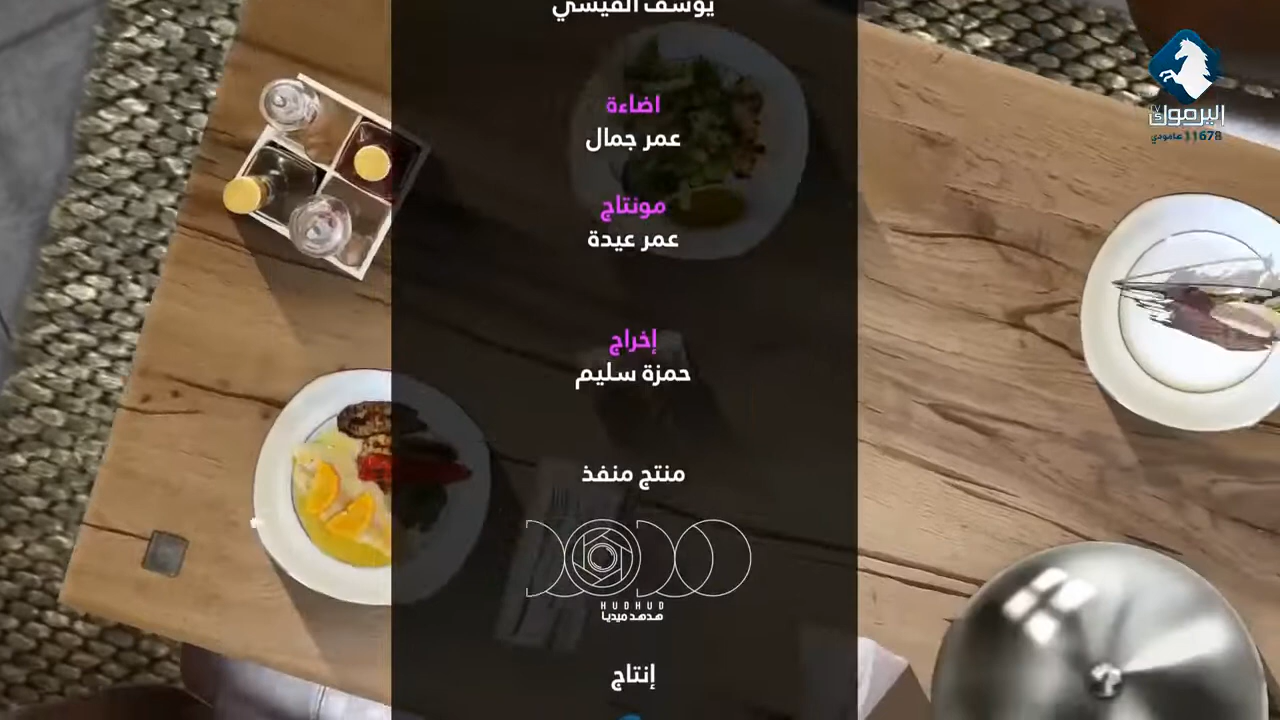 يوسف القيسي
اضاءة
عمر جمال
مونتاج
عمر عيدة
إخراج
حمزة سليم
منتج منفذ
HUDHUD
هدهد ميديا
إنتاج
اليرموك TV
11678 عامودي